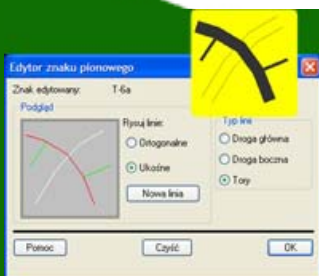 Edytor znaku pionowego
Znak edytowany: T-6a
Podgląd
Rysuj linie:
Ortogonalne
Ukośne
Nowa linia
Typ linii
Droga główna
Droga boczna
Tory
Pomoc
Czyść
OK